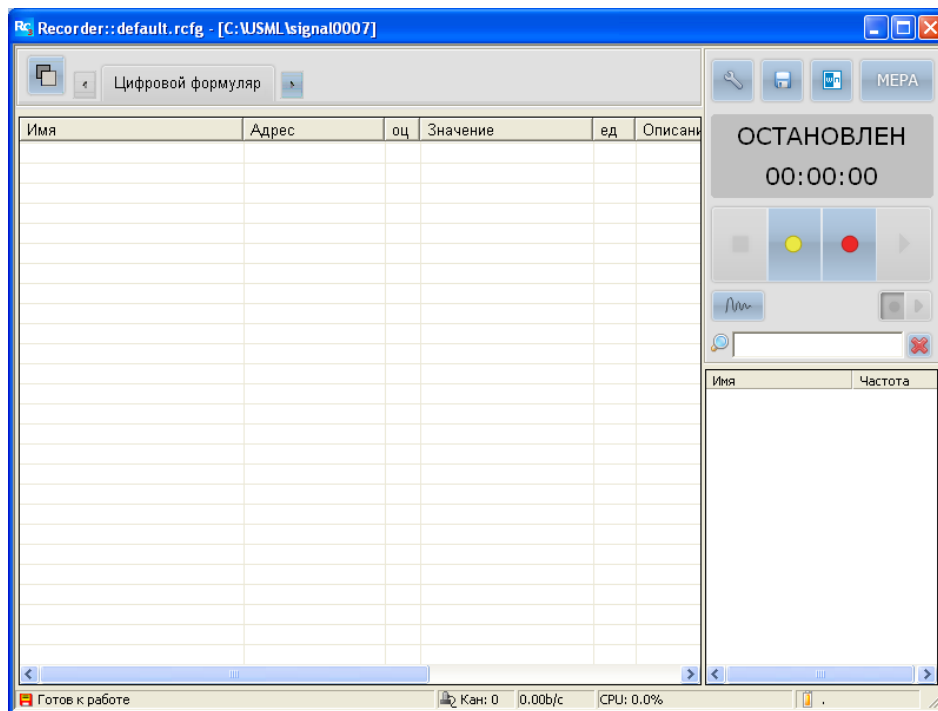 Recorder::default.rcfg - [C:\USML\signal0007]
Цифровой формуляр
МЕРА
Имя Адрес оц Значение ед Описани
ОСТАНОВЛЕН
00:00:00
Имя Частота
Готов к работе Кан: 0 0.00b/c CPU: 0.0% .